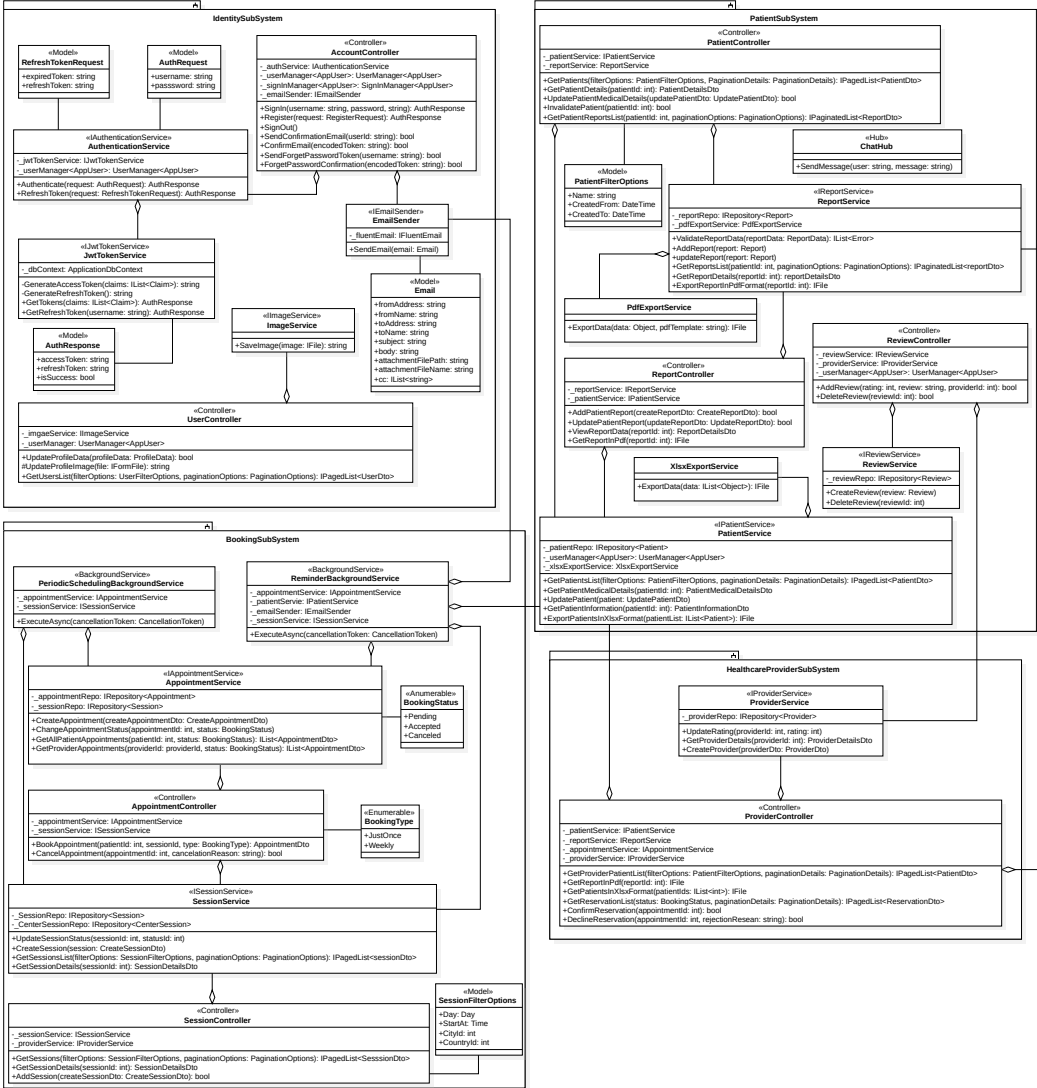 IdentitySubSystem
«Model»
RefreshTokenRequest
+expiredToken: string
+refreshToken: string
«Model»
AuthRequest
+username: string
+passsword: string
«Controller»
AccountController
-_authService: IAuthenticationService
-_userManager<AppUser>: UserManager<AppUser>
-_signInManager<AppUser>: SignInManager<AppUser>
-_emailSender: IEmailSender
+SignIn(username: string, password, string): AuthResponse
+Register(request: RegisterRequest): AuthResponse
+SignOut()
+SendConfirmationEmail(userId: string)
+ConfirmEmail(encodedToken: string): bool
+SendForgetPasswordToken(username: string): bool
+ForgetPasswordConfirmation(encodedToken: string): bool
«IAuthenticationService»
AuthenticationService
-_jwtTokenService: IJwtTokenService
-_userManager<AppUser>: UserManager<AppUser>
+Authenticate(request: AuthRequest): AuthResponse
+RefreshToken(request: RefreshTokenRequest): AuthResponse
«IEmailSender»
EmailSender
-_fluentEmail: IFluentEmail
+SendEmail(email: Email)
«IJwtTokenService»
JwtTokenService
-_dbContext: ApplicationDbContext
-GenerateAccessToken(claims: IList<Claim>): string
-GenerateRefreshToken(): string
+GetTokens(claims: IList<Claim>): AuthResponse
+GetRefreshToken(username: string): AuthResponse
«Model»
Email
+fromAddress: string
+fromName: string
+toAddress: string
+toName: string
+subject: string
+body: string
+attachmentFilePath: string
+attachmentFileName: string
+cc: IList<string>
«IImageService»
ImageService
+SaveImage(image: IFile): string
«Model»
AuthResponse
+accessToken: string
+refreshToken: string
+isSuccess: bool
«Controller»
UserController
-_imgaeService: IImageService
-_userManager: UserManager<AppUser>
+UpdateProfileData(profileData: ProfileData): bool
#UpdateProfileImage(file: IFormFile): string
+GetUsersList(filterOptions: UserFilterOptions, paginationOptions: PaginationOptions): IPagedList<UserDto>
PatientSubSystem
«Controller»
PatientController
-_patientService: IPatientService
-_reportService: ReportService
+GetPatients(filterOptions: PatientFilterOptions, PaginationDetails: PaginationDetails): IPagedList<PatientDto>
+GetPatientDetails(patientId: int): PatientDetailsDto
+UpdatePatientMedicalDetails(updatePatientDto: UpdatePatientDto): bool
+InvalidatePatient(patientId: int): bool
+GetPatientReportsList(patientId: int, paginationOptions: PaginationOptions): IPaginatedList<ReportDto>
«Hub»
ChatHub
+SendMessage(user: string, message: string)
«Model»
PatientFilterOptions
+Name: string
+CreatedFrom: DateTime
+CreatedTo: DateTime
«IReportService»
ReportService
-_reportRepo: IRepository<Report>
-_pdfExportService: PdfExportService
+ValidateReportData(reportData: ReportData): IList<Error>
+AddReport(report: Report)
+updateReport(report: Report)
+GetReportsList(patientId: int, paginationOptions: PaginationOptions): IPaginatedList<reportDto>
+GetReportDetails(reportId: int): reportDetailsDto
+ExportReportInPdfFormat(reportId: int): IFile
PdfExportService
+ExportData(data: Object, pdfTemplate: string): IFile
«Controller»
ReviewController
-_reviewService: IReviewService
-_providerService: IProviderService
-_userManager<AppUser>: UserManager<AppUser>
+AddReview(rating: int, review: string, providerId: int): bool
+DeleteReview(reviewId: int): bool
«Controller»
ReportController
-_reportService: IReportService
-_patientService: IPatientService
+AddPatientReport(createReportDto: CreateReportDto): bool
+UpdatePatientReport(updateReportDto: UpdateReportDto): bool
+ViewReportData(reportId: int): ReportDetailsDto
+GetReportInPdf(reportId: int): IFile
XlsxExportService
+ExportData(data: IList<Object>): IFile
«IReviewService»
ReviewService
-_reviewRepo: IRepository<Review>
+CreateReview(review: Review)
+DeleteReview(reviewId: int)
«IPatientService»
PatientService
-_patientRepo: IRepository<Patient>
-_userManager<AppUser>: UserManager<AppUser>
-_xlsxExportService: XlsxExportService
+GetPatientsList(filterOptions: PatientFilterOptions, paginationDetails: PaginationDetails): IPagedList<PatientDto>
+GetPatientMedicalDetails(patientId: int): PatientMedicalDetailsDto
+UpdatePatient(patient: UpdatePatientDto)
+GetPatientInformation(patientId: int): PatientInformationDto
+ExportPatientsInXlsxFormat(patientList: IList<Patient>): IFile
BookingSubSystem
«BackgroundService»
PeriodicSchedulingBackgroundService
-_appointmentService: IAppointmentService
-_sessionService: ISessionService
+ExecuteAsync(cancellationToken: CancellationToken)
«BackgroundService»
ReminderBackgroundService
-_appointmentService: IAppointmentService
-_patientServie: IPatientService
-_emailSender: IEmailSender
-_sessionService: ISessionService
+ExecuteAsync(cancellationToken: CancellationToken)
«IAppointmentService»
AppointmentService
-_appointmentRepo: IRepository<Appointment>
-_sessionRepo: IRepository<Session>
+CreateAppointment(createAppointmentDto: CreateAppointmentDto)
+ChangeAppointmentStatus(appointmentId: int, status: BookingStatus)
+GetAllPatientAppointments(patientId: int, status: BookingStatus): IList<AppointmentDto>
+GetProviderAppointments(providerId: providerId, status: BookingStatus): IList<AppointmentDto>
«Anumerable»
BookingStatus
+Pending
+Accepted
+Canceled
«Controller»
AppointmentController
-_appointmentService: IAppointmentService
-_sessionService: ISessionService
+BookAppointment(patientId: int, sessionId, type: BookingType): AppointmentDto
+CancelAppointment(appointmentId: int, cancelationReason: string): bool
«Enumerable»
BookingType
+JustOnce
+Weekly
«ISessionService»
SessionService
-_SessionRepo: IRepository<Session>
-_CenterSessionRepo: IRepository<CenterSession>
+UpdateSessionStatus(sessionId: int, statusId: int)
+CreateSession(session: CreateSessionDto)
+GetSessionsList(filterOptions: SessionFilterOptions, paginationOptions: PaginationOptions): IPagedList<sessionDto>
+GetSessionDetails(sessionId: int): SessionDetailsDto
«Controller»
SessionController
-_sessionService: ISessionService
-_providerService: IProviderService
+GetSessions(filterOptions: SessionFilterOptions, paginationOptions: PaginationOptions): IPagedList<SesssionDto>
+GetSessionDetails(sessionId: int): SessionDetailsDto
+AddSession(createSessionDto: CreateSessionDto): bool
«Model»
SessionFilterOptions
+Day: Day
+StartAt: Time
+CityId: int
+CountryId: int
HealthcareProviderSubSystem
«IProviderService»
ProviderService
-_providerRepo: IRepository<Provider>
+UpdateRating(providerId: int, rating: int)
+GetProviderDetails(providerId: int): ProviderDetailsDto
+CreateProvider(providerDto: ProviderDto)
«Controller»
ProviderController
-_patientService: IPatientService
-_reportService: IReportService
-_appointmentService: IAppointmentService
-_providerService: IProviderService
+GetProviderPatientList(filterOptions: PatientFilterOptions, paginationDetails: PaginationDetails): IPagedList<PatientDto>
+GetReportInPdf(reportId: int): IFile
+GetPatientsInXlsxFormat(patientIds: IList<int>): IFile
+GetReservationList(status: BookingStatus, paginationDetails: PaginationDetails): IPagedList<ReservationDto>
+ConfirmReservation(appointmentId: int): bool
+DeclineReservation(appointmentId: int, rejectionResean: string): bool